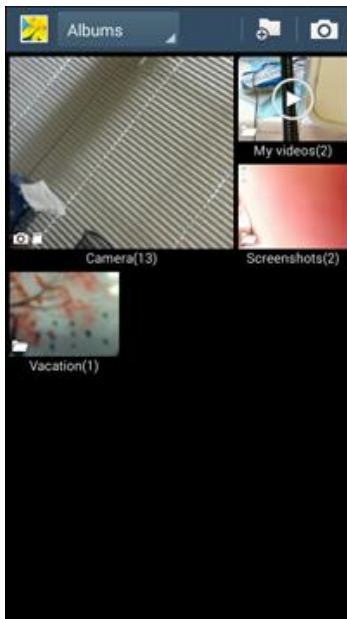 Albums
My videos(2)
Camera(13)
Screenshots(2)
Vacation(1)